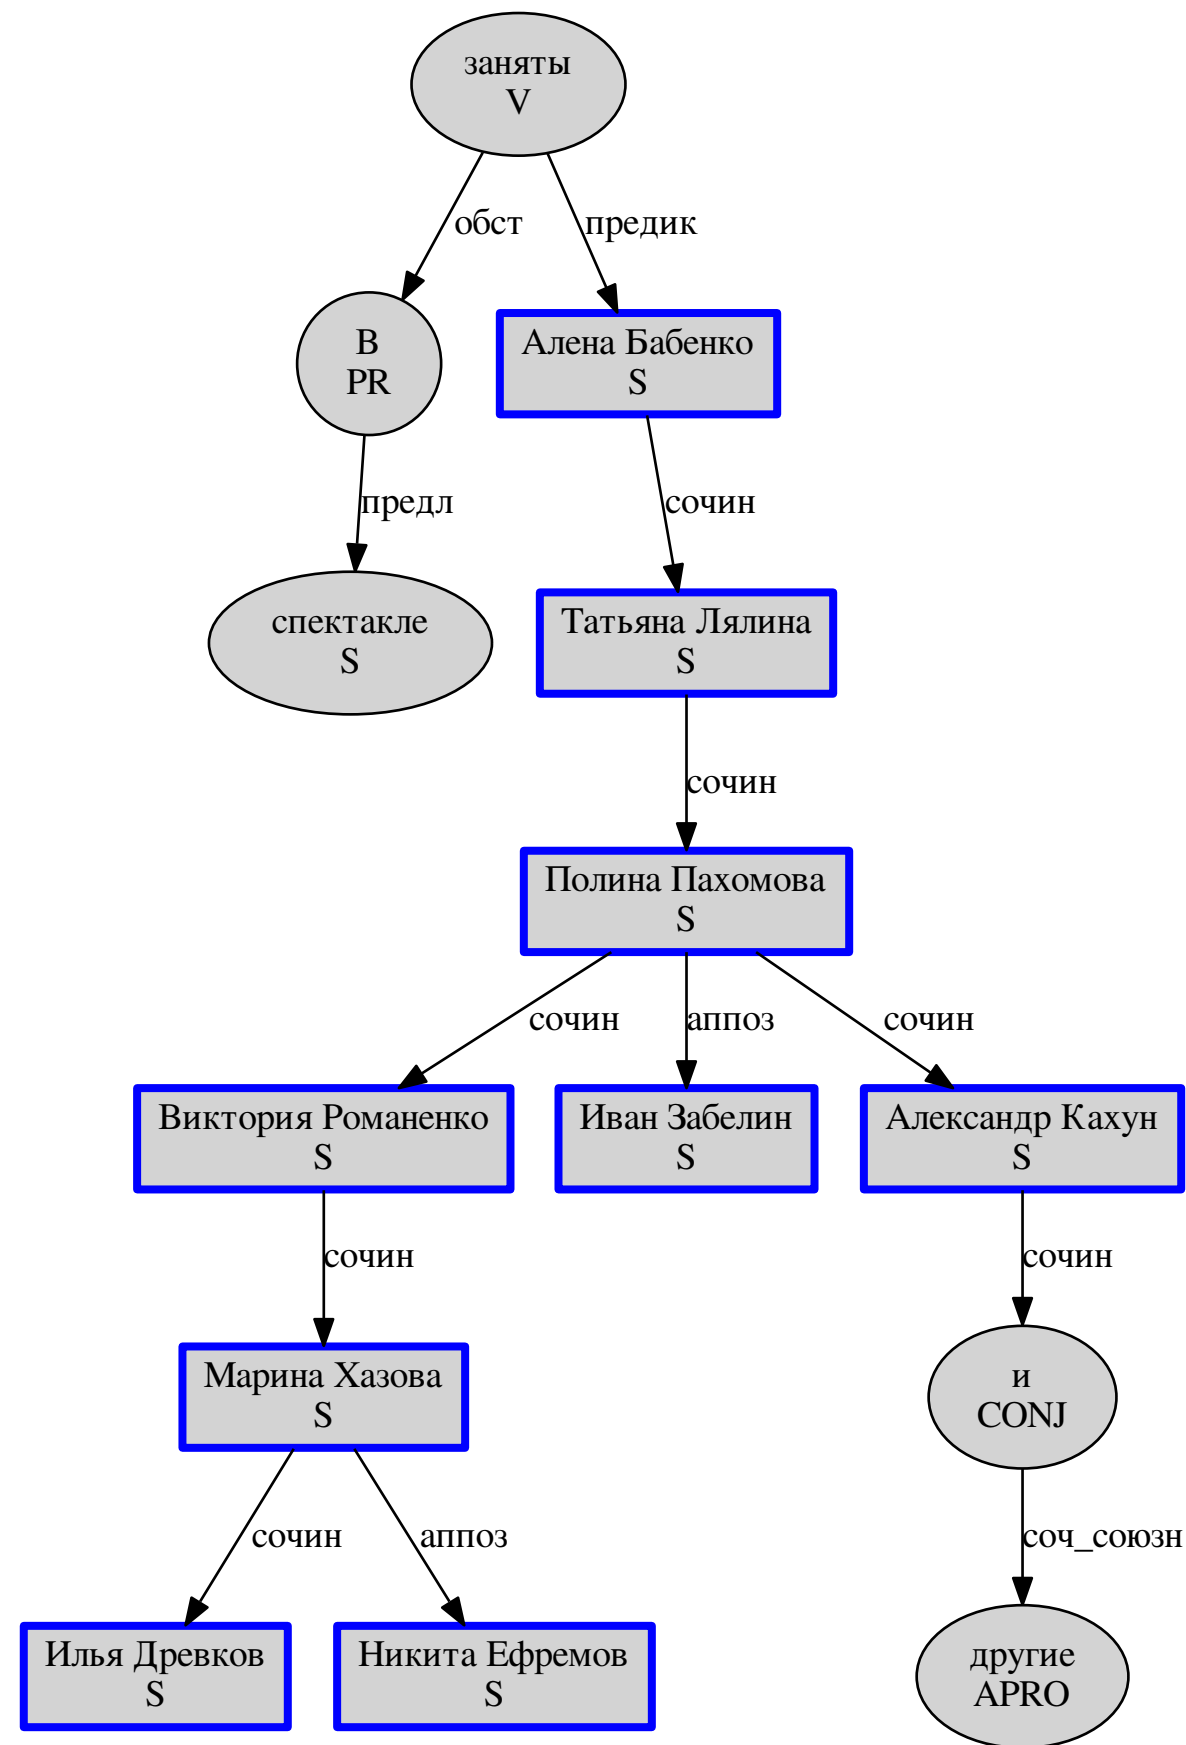 заняты
V
обст
предик
В
PR
Алена Бабенко
S
предл
сочин
спектакле
S
Татьяна Лялина
S
сочин
Полина Пахомова
S
сочин
аппоз
сочин
Виктория Романенко
S
Иван Забелин
S
Александр Кахун
S
сочин
сочин
Марина Хазова
S
и
CONJ
сочин
аппоз
соч_союзн
Илья Древков
S
Никита Ефремов
S
другие
APRO